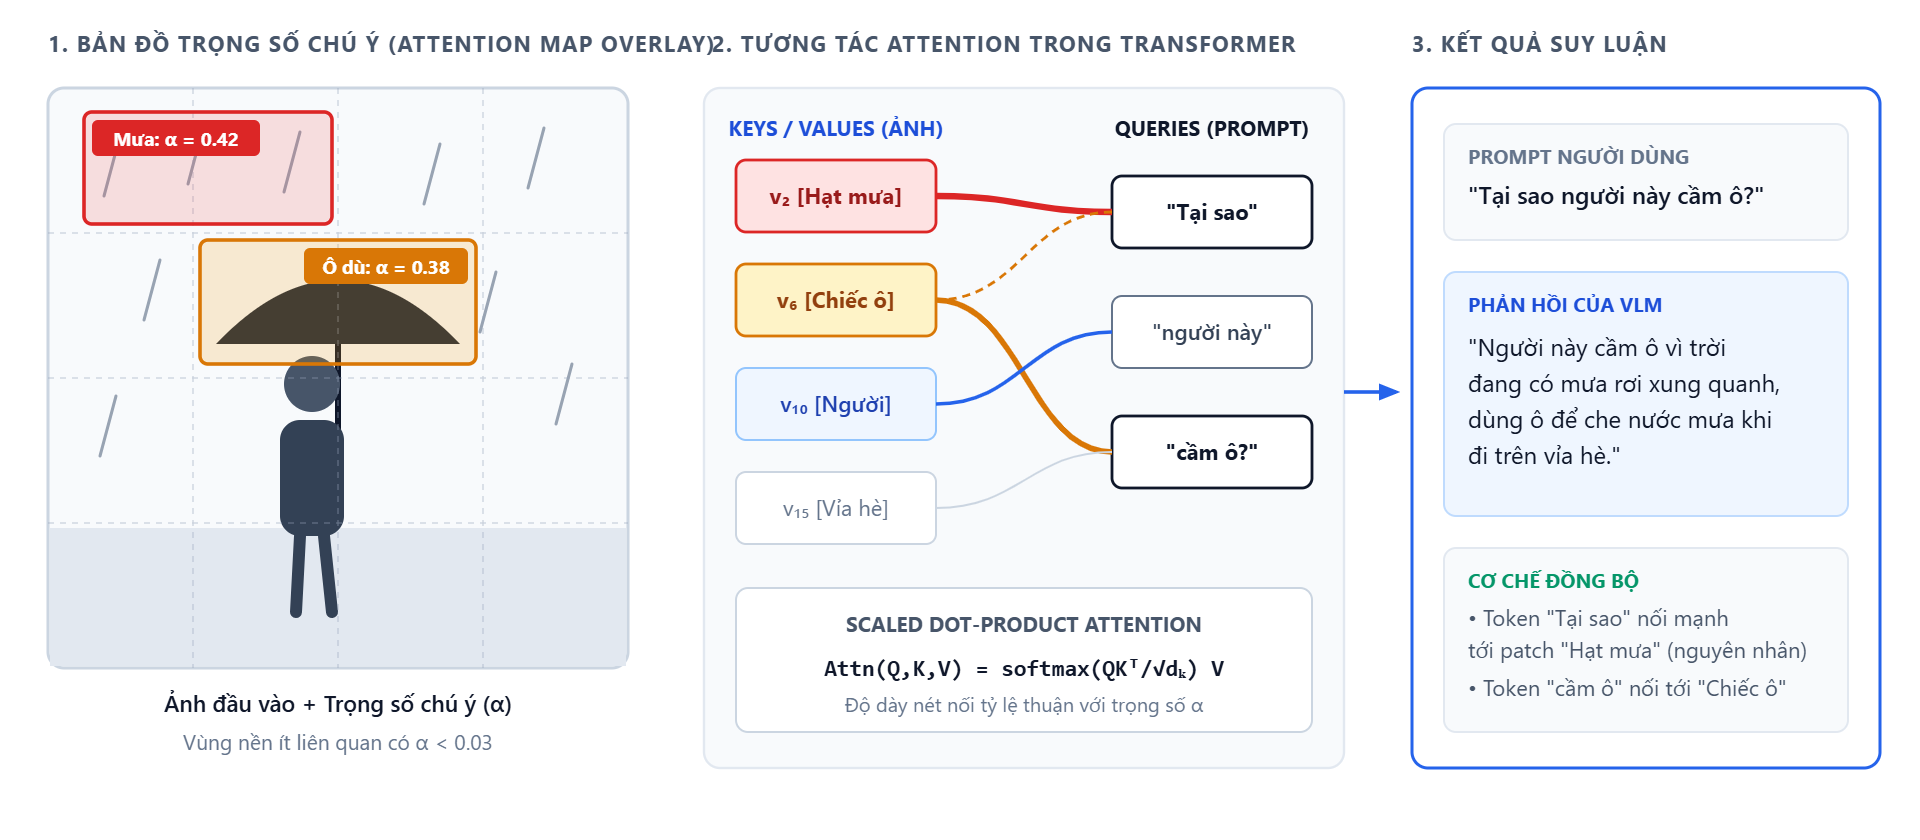 1. BẢN ĐỒ TRỌNG SỐ CHÚ Ý (ATTENTION MAP OVERLAY)
Mưa: α = 0.42
Ô dù: α = 0.38
Ảnh đầu vào + Trọng số chú ý (α)
Vùng nền ít liên quan có α < 0.03
2. TƯƠNG TÁC ATTENTION TRONG TRANSFORMER
KEYS / VALUES (ẢNH)
QUERIES (PROMPT)
v₂ [Hạt mưa]
"Tại sao"
v₆ [Chiếc ô]
"người này"
v₁₀ [Người]
"cầm ô?"
v₁₅ [Vỉa hè]
SCALED DOT-PRODUCT ATTENTION
Attn(Q,K,V) = softmax(QKᵀ/√dₖ) V
Độ dày nét nối tỷ lệ thuận với trọng số α
3. KẾT QUẢ SUY LUẬN
PROMPT NGƯỜI DÙNG
"Tại sao người này cầm ô?"
PHẢN HỒI CỦA VLM
"Người này cầm ô vì trời
đang có mưa rơi xung quanh,
dùng ô để che nước mưa khi
đi trên vỉa hè."
CƠ CHẾ ĐỒNG BỘ
• Token "Tại sao" nối mạnh
tới patch "Hạt mưa" (nguyên nhân)
• Token "cầm ô" nối tới "Chiếc ô"